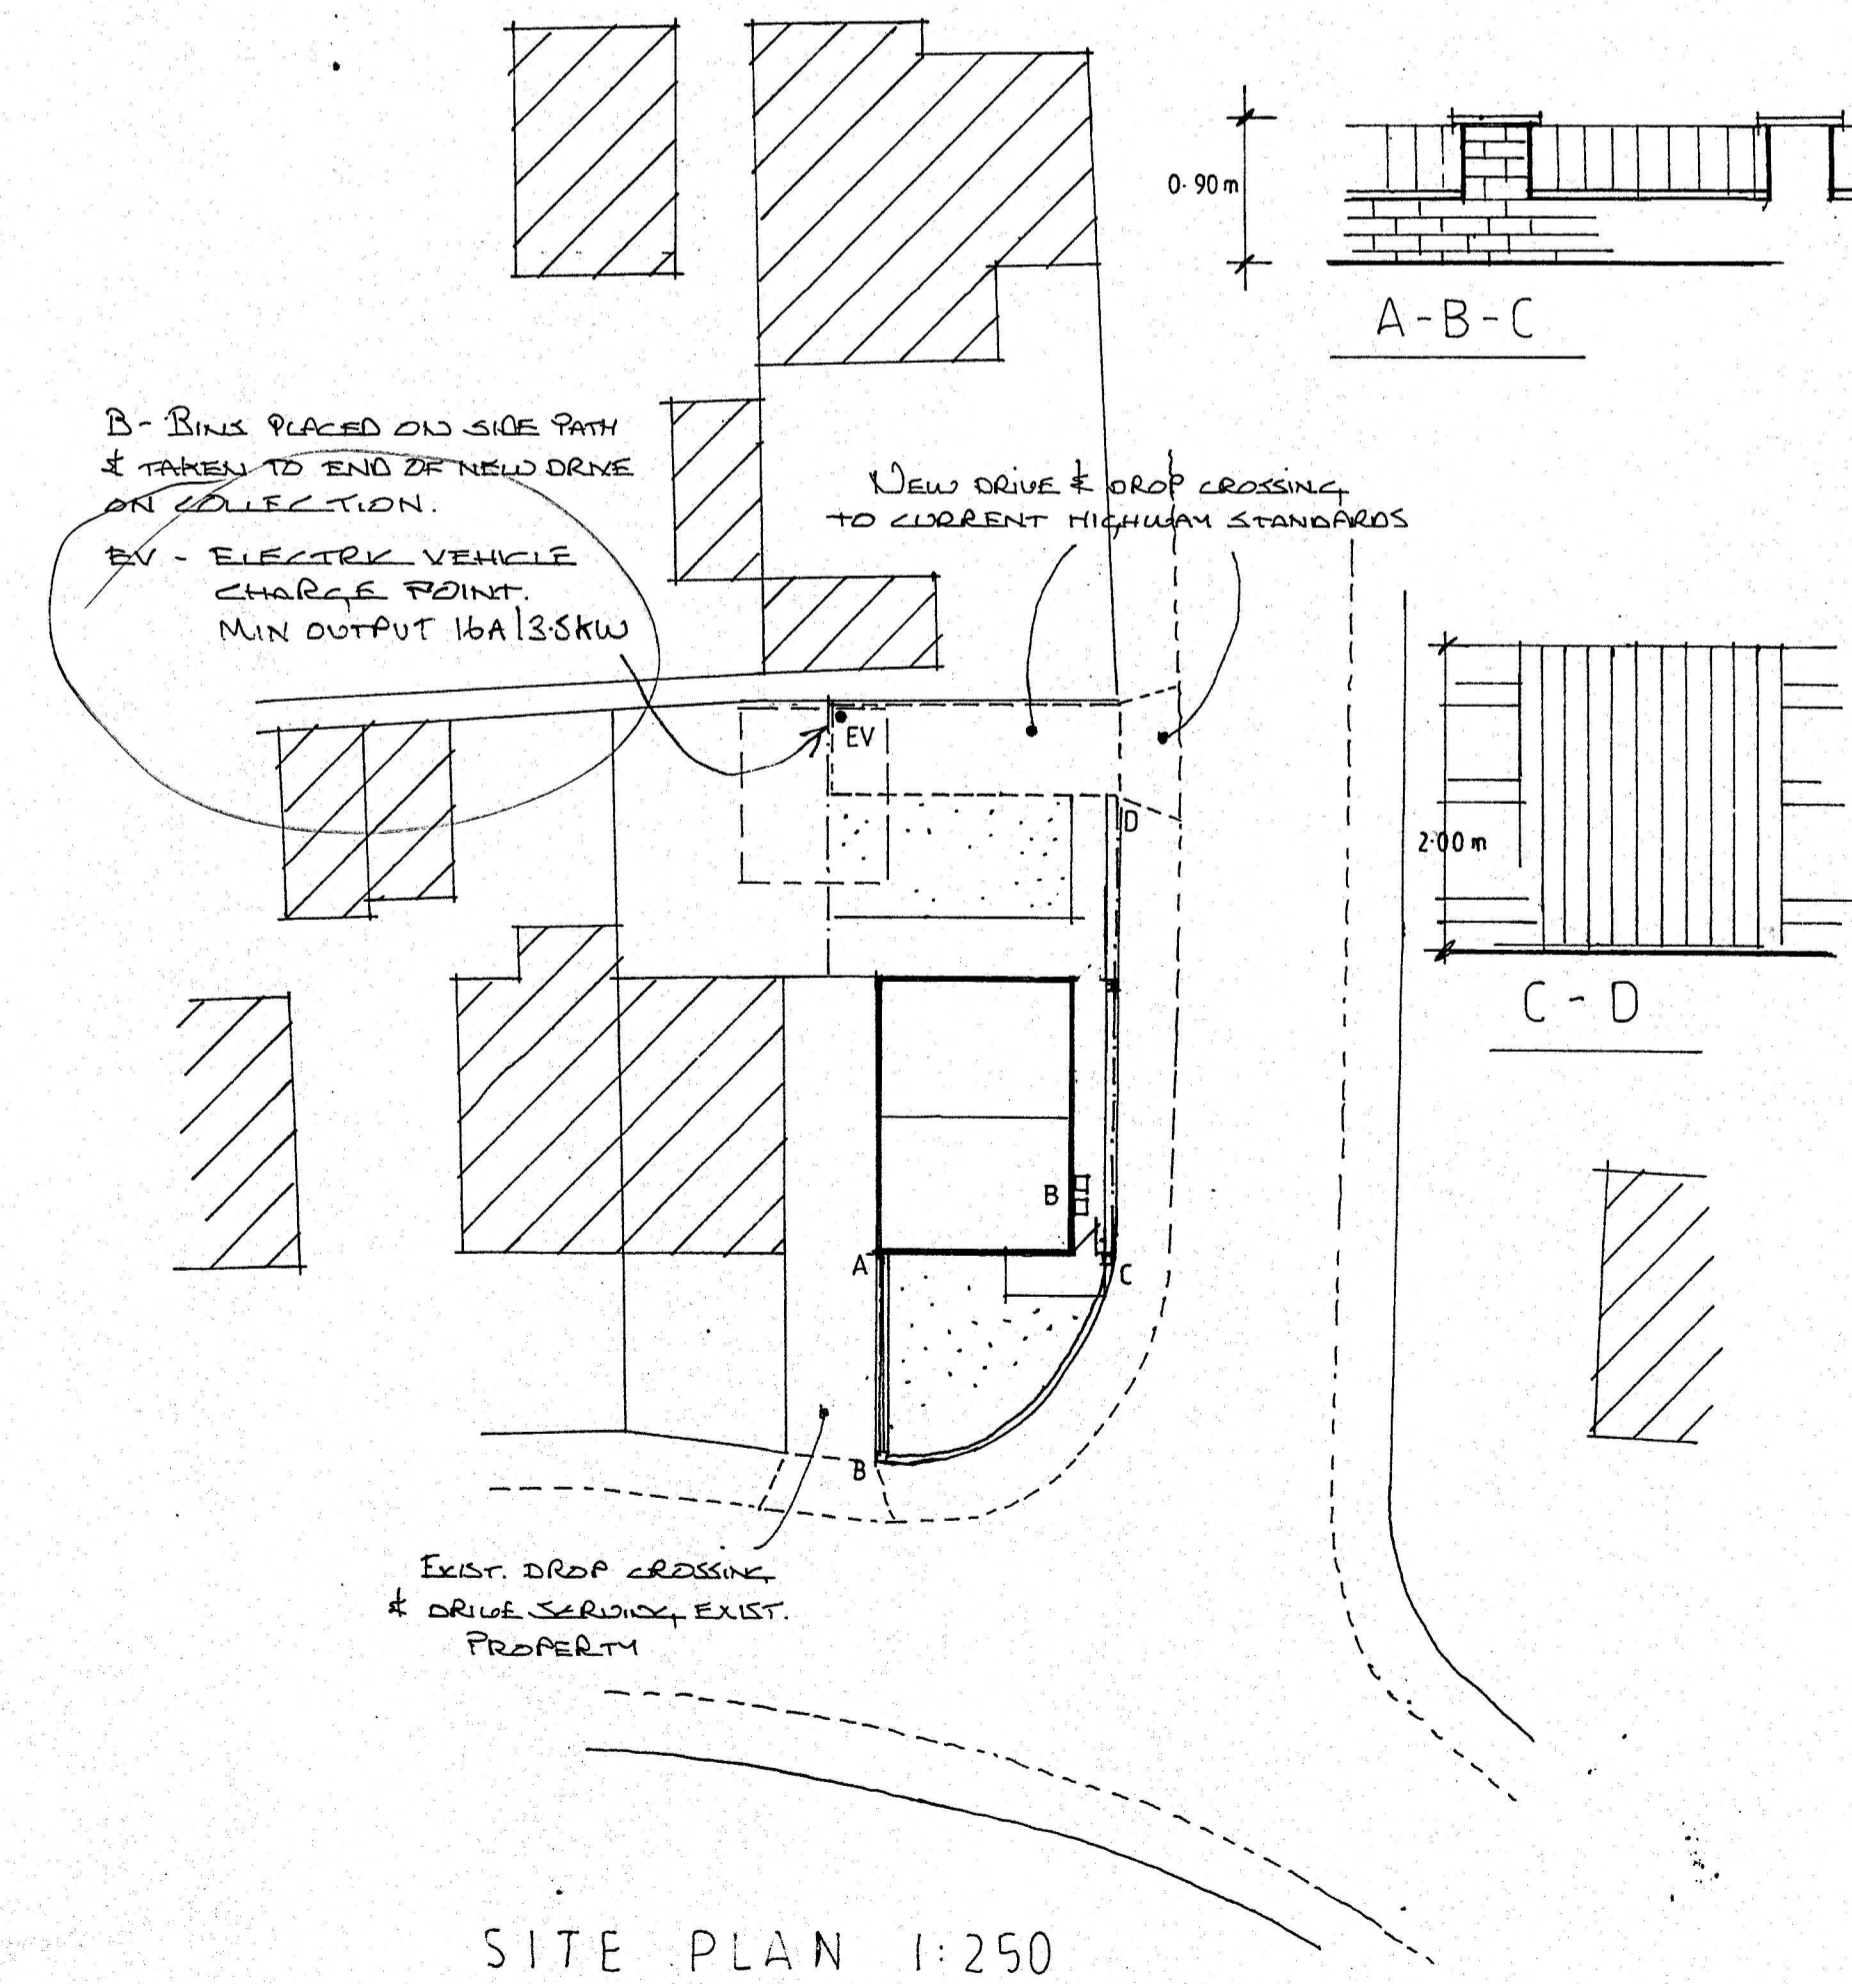 0.90m
A-B-C
B- BINS PLACED ON SIDE PATH
& TAKEN TO END OF NEW DRIVE
ON COLLECTION.
EV - ELECTRIC VEHICLE
CHARGE POINT.
MIN OUTPUT 16A/3.5KW
NEW DRIVE & DROP CROSSING
TO CURRENT HIGHWAY STANDARDS
EV
D
2.00m
C-D
B
A
C
B
EXIST. DROP CROSSING
& DRIVE SERVING EXIST.
PROPERTY
SITE PLAN 1:250